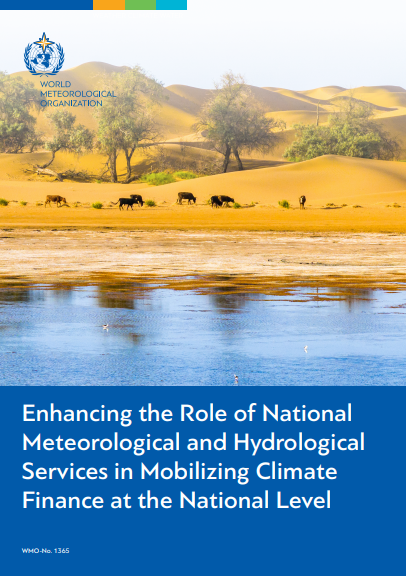 WORLD
METEOROLOGICAL
ORGANIZATION
Enhancing the Role of National
Meteorological and Hydrological
Services in Mobilizing Climate
Finance at the National Level
WMO-No. 1365